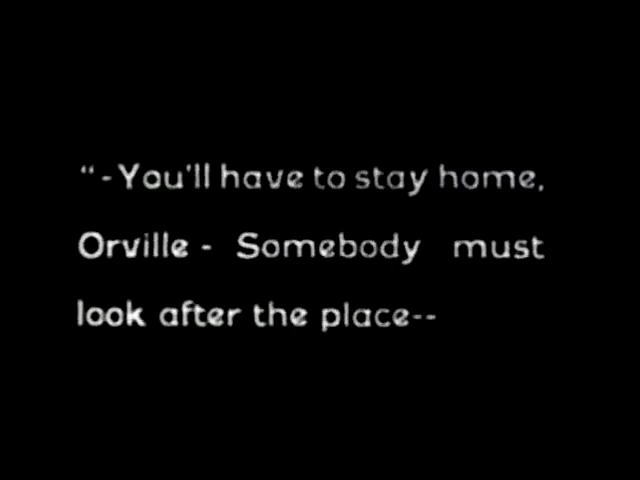 “-You'll have to stay home,
Orville - Somebody must
look after the place--